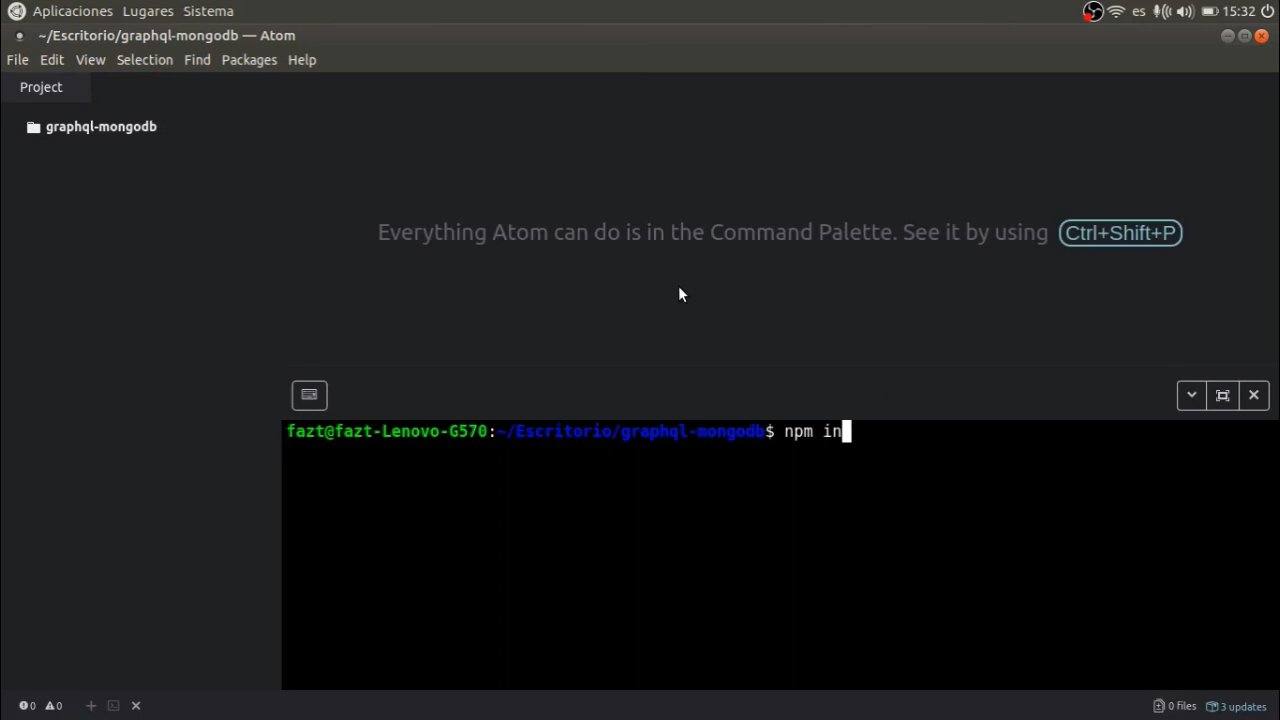 Aplicaciones Lugares Sistema es 15:32
~/Escritorio/graphql-mongodb — Atom
File Edit View Selection Find Packages Help
Project
graphql-mongodb
Everything Atom can do is in the Command Palette. See it by using Ctrl+Shift+P
fazt@fazt-Lenovo-G570:~/Escritorio/graphql-mongodb$ npm in
0 0 0 files 3 updates